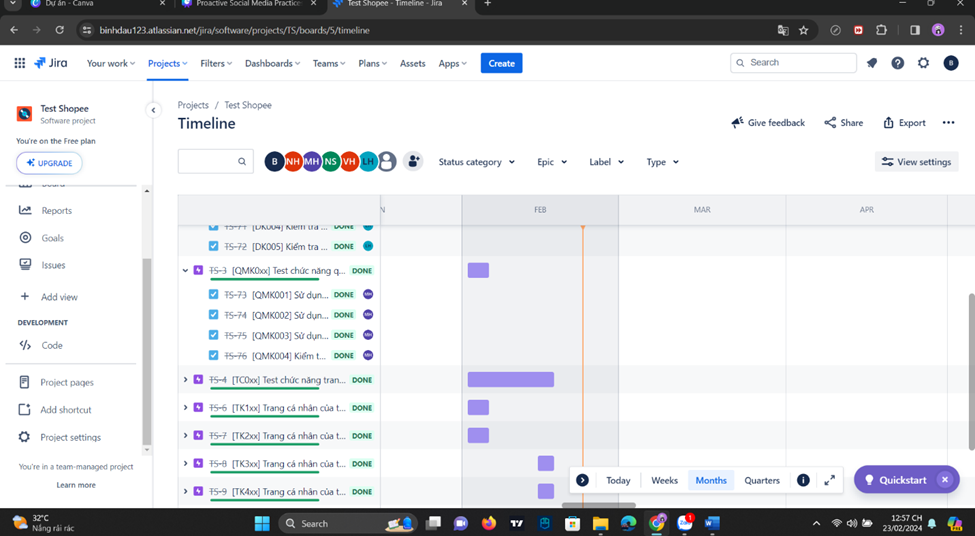 Dự án - Canva
Proactive Social Media Practice
Test Shopee - Timeline - Jira
binhdau123.atlassian.net/jira/software/projects/TS/boards/5/timeline
Jira Your work Projects Filters Dashboards Teams Plans Assets Apps Create Search B
Test Shopee
Software project
You're on the Free plan
UPGRADE
Board
Reports
Goals
Issues
Add view
DEVELOPMENT
Code
Project pages
Add shortcut
Project settings
You're in a team-managed project
Learn more
Projects / Test Shopee
Timeline
Give feedback Share Export
B NH MH NS VH LH Status category Epic Label Type View settings
N FEB MAR APR
TS-71 [DK004] Kiểm tra ... DONE
TS-72 [DK005] Kiểm tra ... DONE LH
TS-3 [QMK0xx] Test chức năng q... DONE
TS-73 [QMK001] Sử dụn... DONE MH
TS-74 [QMK002] Sử dụn... DONE MH
TS-75 [QMK003] Sử dụn... DONE MH
TS-76 [QMK004] Kiểm t... DONE MH
TS-4 [TC0xx] Test chức năng tran... DONE
TS-6 [TK1xx] Trang cá nhân của t... DONE
TS-7 [TK2xx] Trang cá nhân của t... DONE
TS-8 [TK3xx] Trang cá nhân của t... DONE
TS-9 [TK4xx] Trang cá nhân của t... DONE
Today Weeks Months Quarters
Quickstart
32°C
Nắng rải rác
Search
12:57 CH
23/02/2024